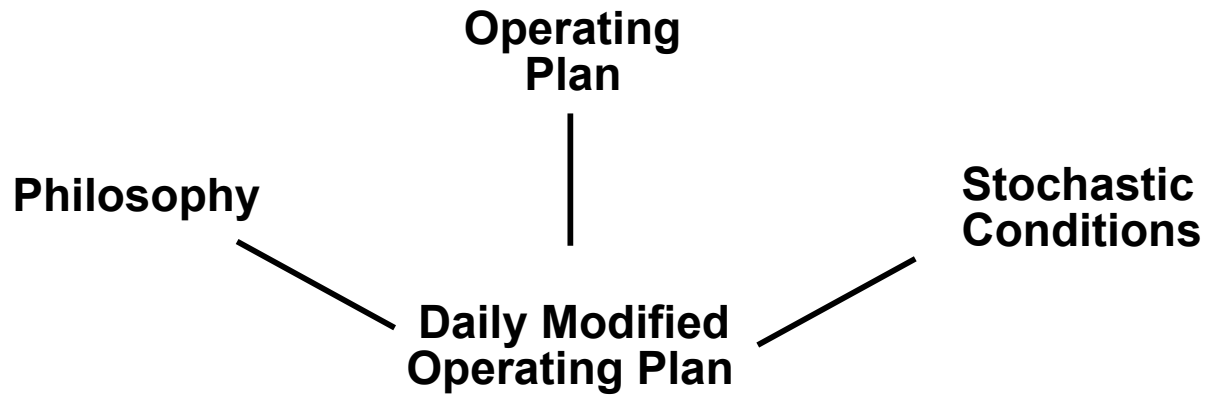 Operating
Plan
Philosophy
Stochastic
Conditions
Daily Modified
Operating Plan